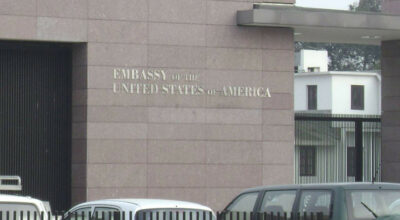 EMBASSY OF THE
UNITED STATES OF AMERICA